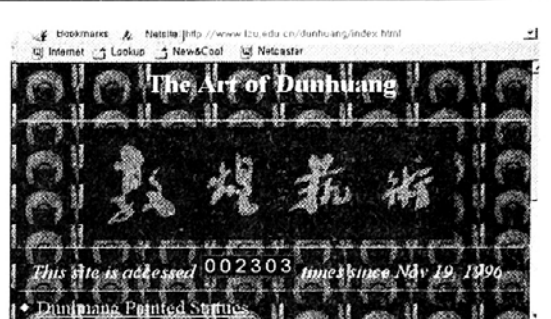 Bookmarks Netsite: http://www.lzu.edu.cn/dunhuang/index.html
Internet Lookup New&Cool Netcaster
The Art of Dunhuang
敦煌藝術
This site is accessed 002303 times since Nov 19, 1996
Dunhuang Painted Statues